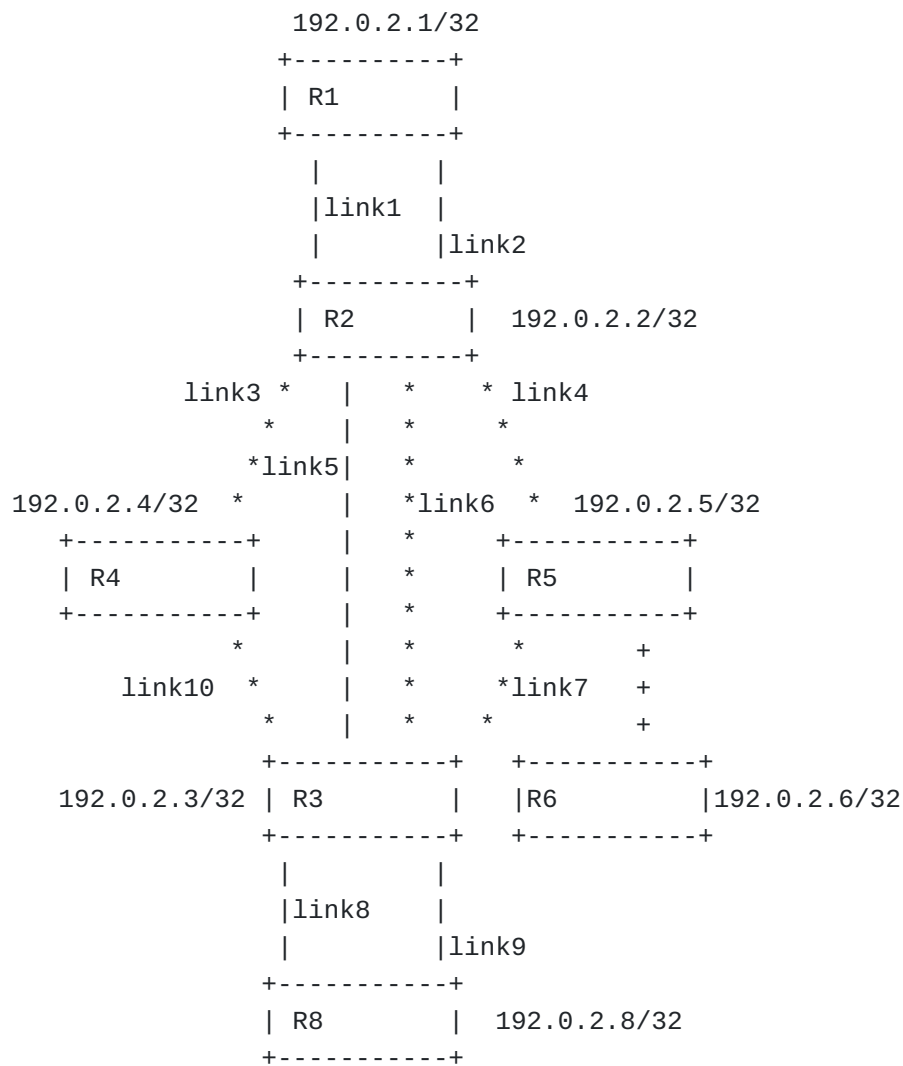 192.0.2.1/32
+----------+
| R1       |
+----------+
|       |
|link1  |
|       |link2
+----------+
| R2       |  192.0.2.2/32
+----------+
link3 *   |   *    * link4
*    |   *     *
*link5|   *      *
192.0.2.4/32  *      |   *link6  *  192.0.2.5/32
+-----------+     |   *     +-----------+
| R4        |     |   *     | R5        |
+-----------+     |   *     +-----------+
*      |   *      *       +
link10  *     |   *     *link7   +
*    |   *    *         +
+-----------+   +-----------+
192.0.2.3/32 | R3        |   |R6         |192.0.2.6/32
+-----------+   +-----------+
|         |
|link8    |
|         |link9
+-----------+
| R8        |  192.0.2.8/32
+-----------+